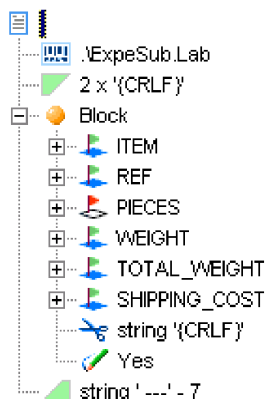 .\ExpeSub.Lab
2 x '{CRLF}'
Block
ITEM
REF
PIECES
WEIGHT
TOTAL_WEIGHT
SHIPPING_COST
string '{CRLF}'
Yes
string ' ---' - 7